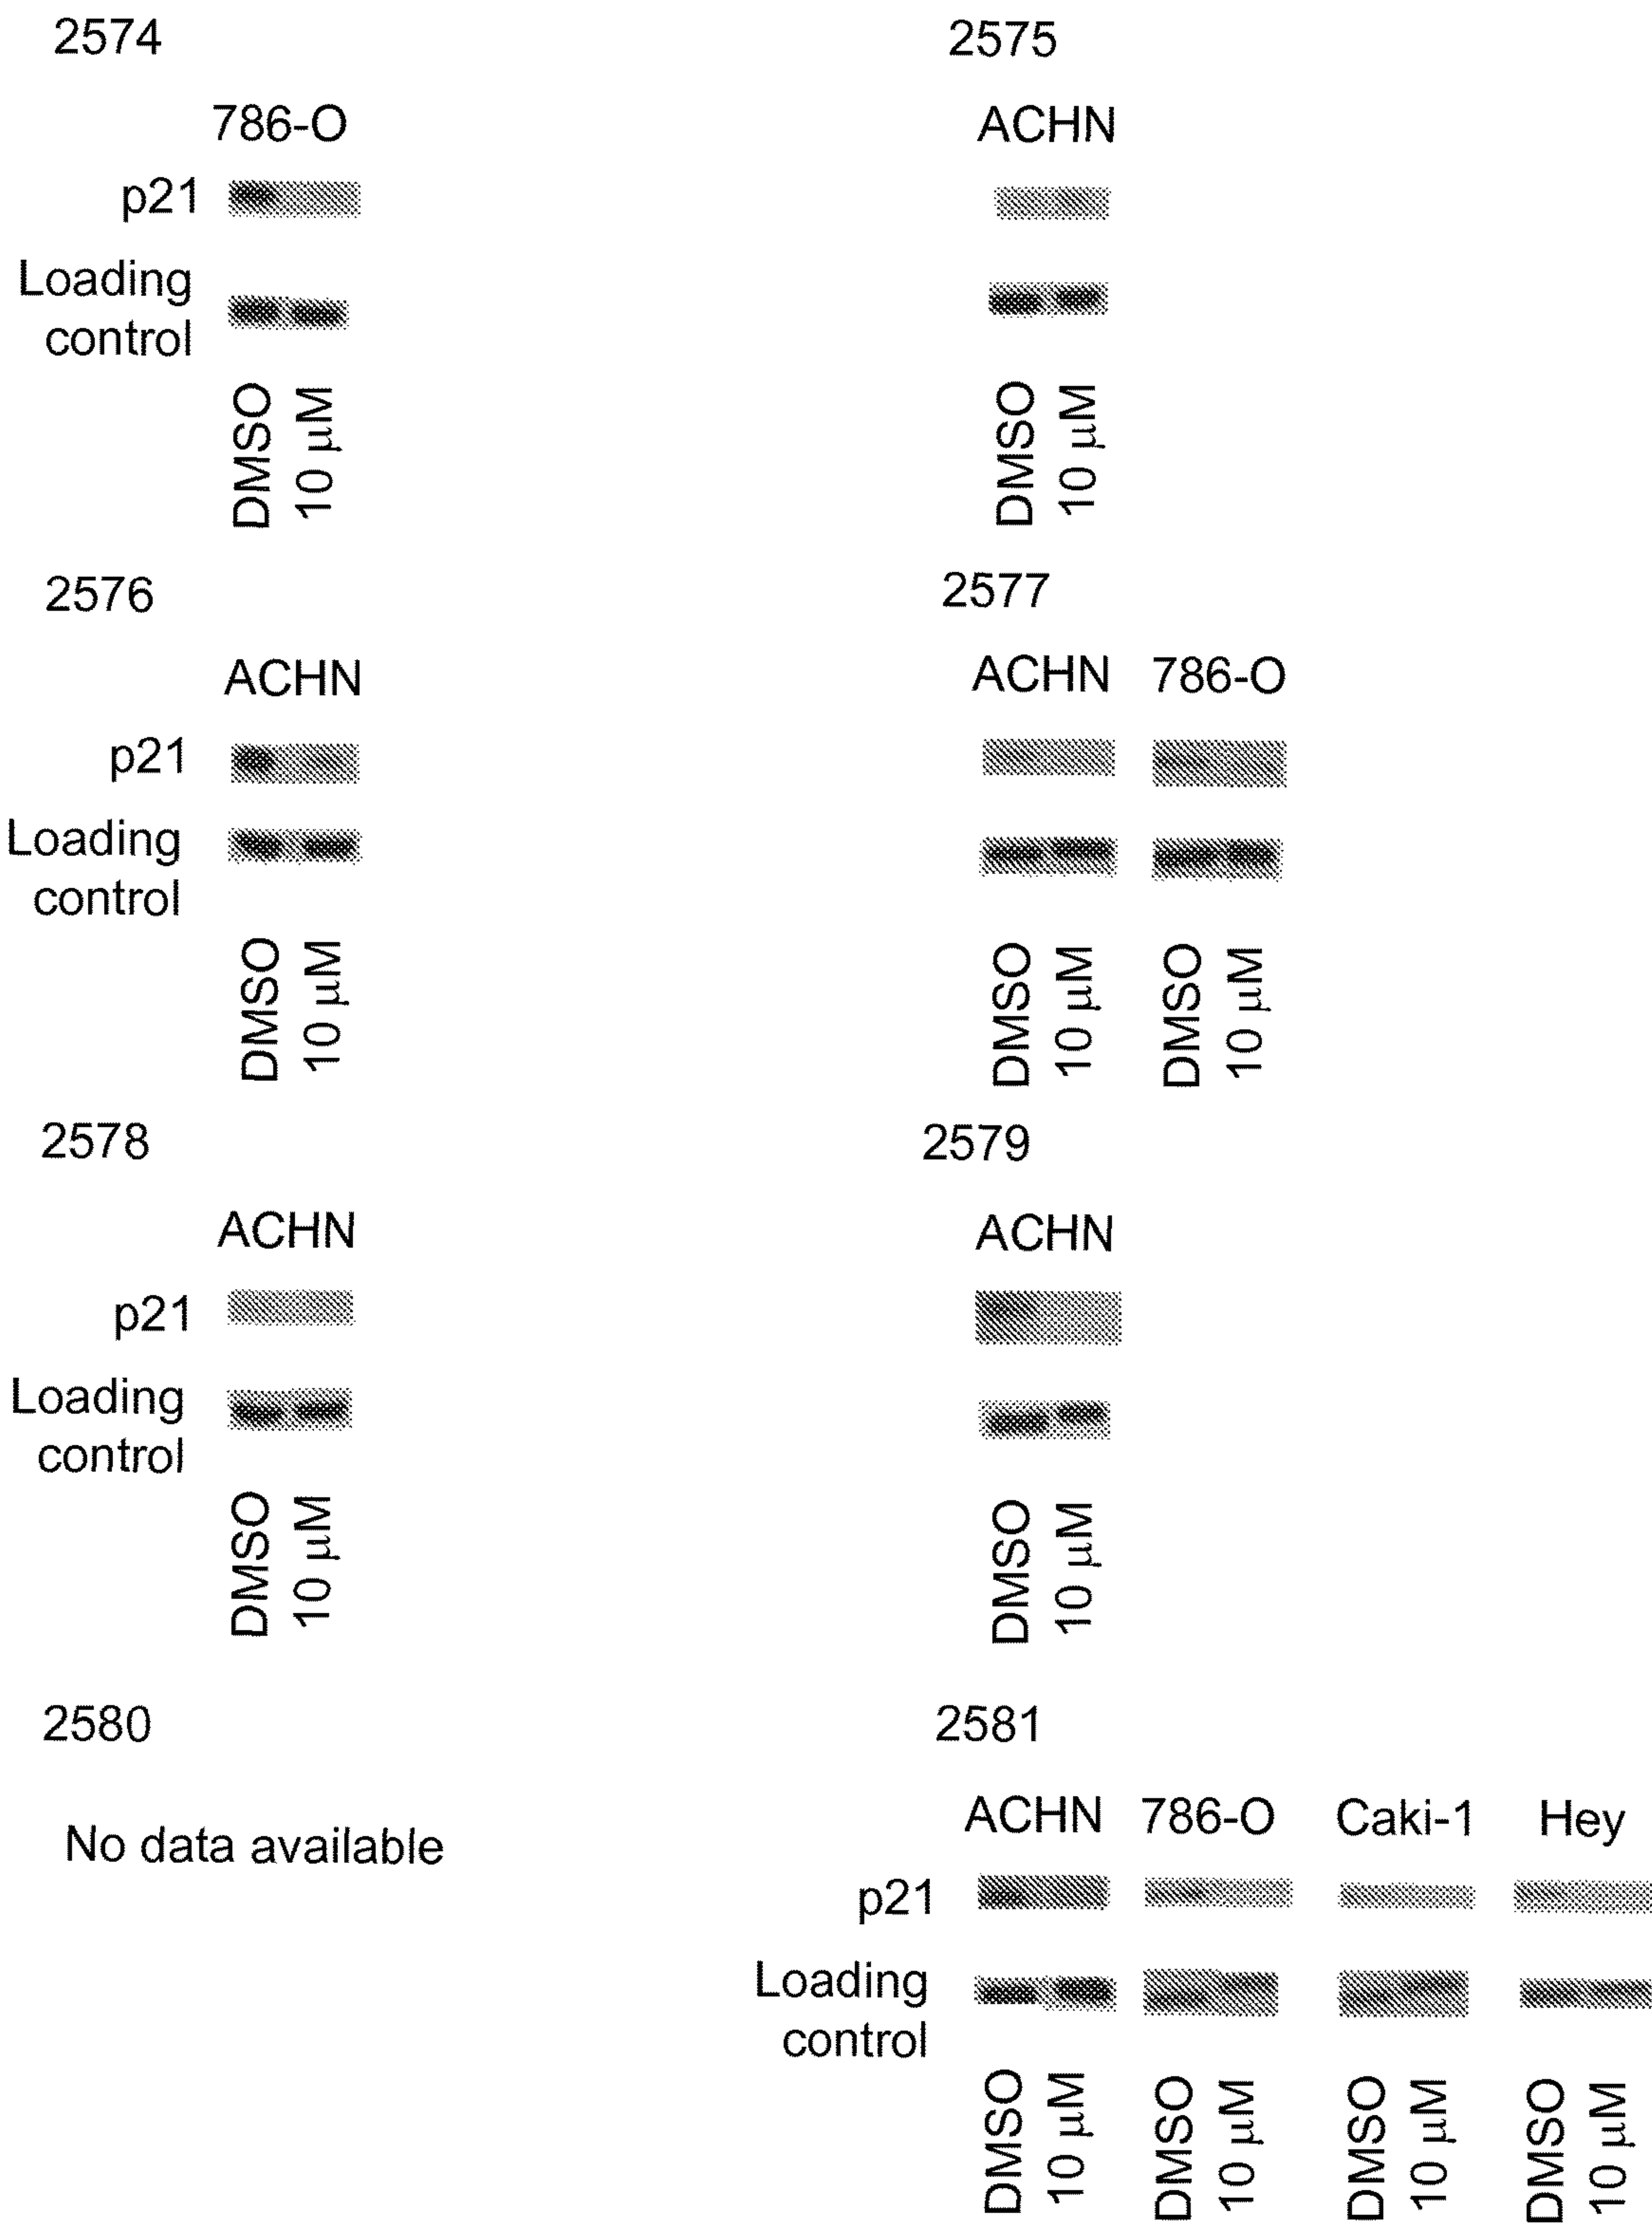 2574
786-O
p21
Loading
control
DMSO
10 µM
2575
ACHN
DMSO
10 µM
2576
ACHN
p21
Loading
control
DMSO
10 µM
2577
ACHN 786-O
DMSO
10 µM
DMSO
10 µM
2578
ACHN
p21
Loading
control
DMSO
10 µM
2579
ACHN
DMSO
10 µM
2580
No data available
2581
ACHN 786-O Caki-1 Hey
p21
Loading
control
DMSO
10 µM
DMSO
10 µM
DMSO
10 µM
DMSO
10 µM